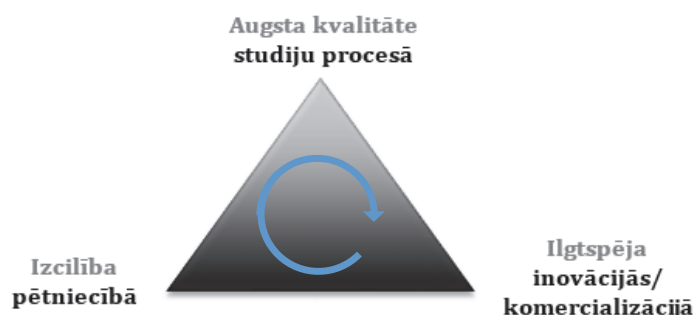 Augsta kvalitāte
studiju procesā
Izcilība
pētniecībā
Ilgtspēja
inovācijās/
komercializācijā